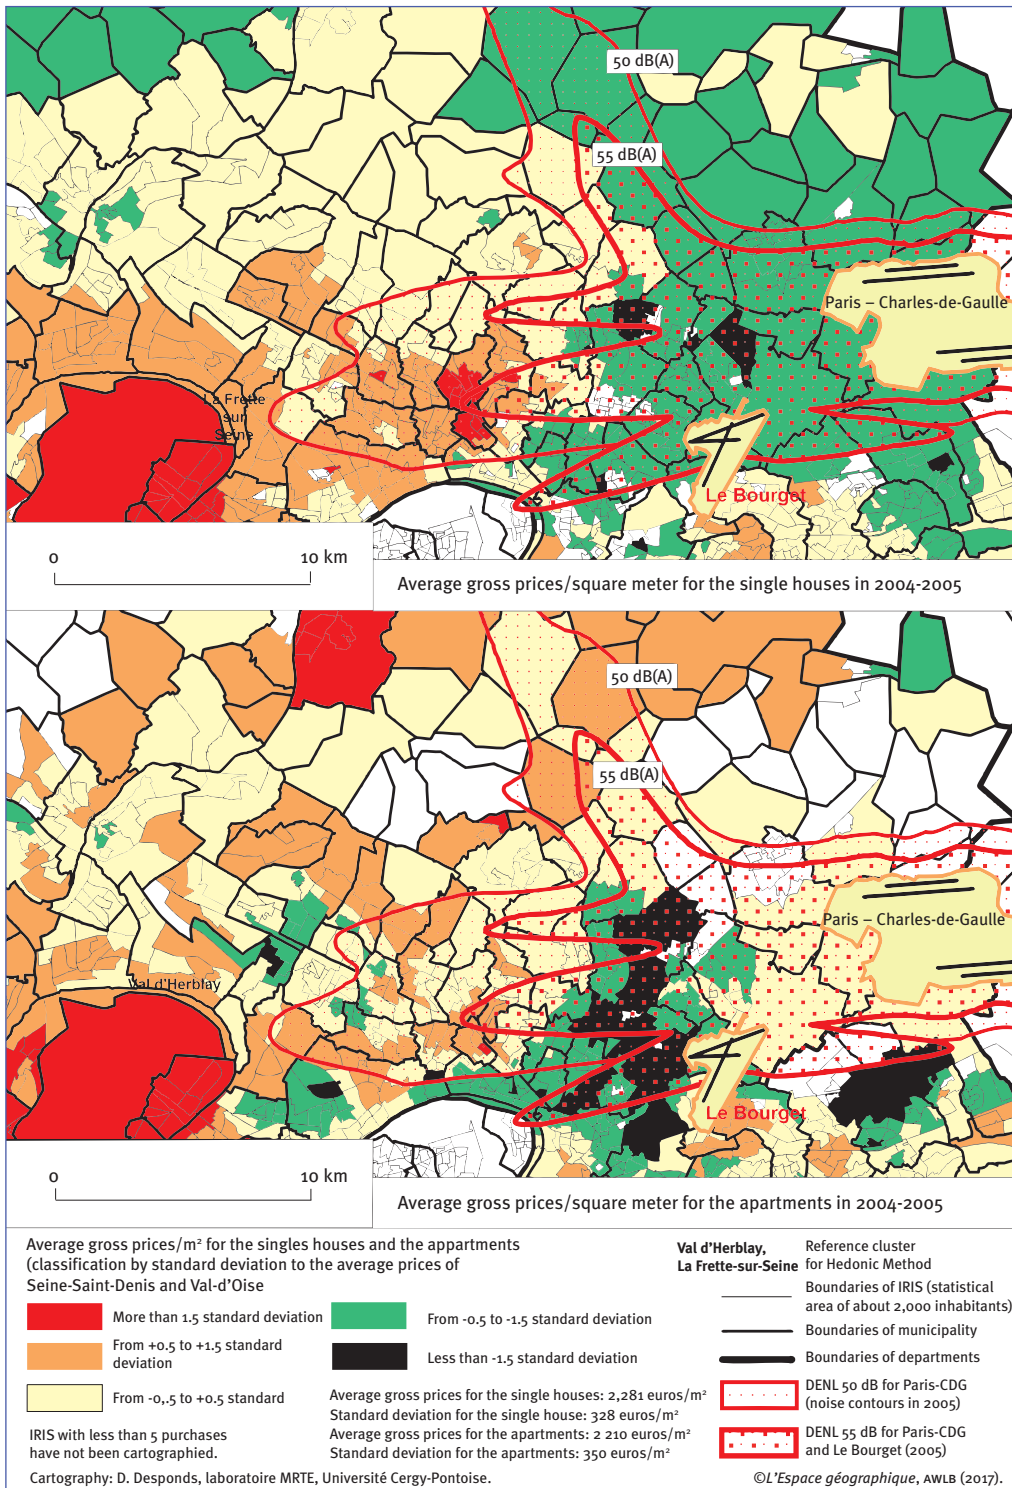 50 dB(A)
55 dB(A)
Paris – Charles-de-Gaulle
La Frette
sur
Seine
Le Bourget
0 10 km
Average gross prices/square meter for the single houses in 2004-2005
50 dB(A)
55 dB(A)
Paris – Charles-de-Gaulle
Val d'Herblay
Le Bourget
0 10 km
Average gross prices/square meter for the apartments in 2004-2005
Average gross prices/m² for the singles houses and the appartments
(classification by standard deviation to the average prices of
Seine-Saint-Denis and Val-d'Oise
More than 1.5 standard deviation
From +0.5 to +1.5 standard
deviation
From -0,.5 to +0.5 standard
IRIS with less than 5 purchases
have not been cartographied.
From -0.5 to -1.5 standard deviation
Less than -1.5 standard deviation
Average gross prices for the single houses: 2,281 euros/m²
Standard deviation for the single house: 328 euros/m²
Average gross prices for the apartments: 2 210 euros/m²
Standard deviation for the apartments: 350 euros/m²
Val d'Herblay,
La Frette-sur-Seine
Reference cluster
for Hedonic Method
Boundaries of IRIS (statistical
area of about 2,000 inhabitants)
Boundaries of municipality
Boundaries of departments
DENL 50 dB for Paris-CDG
(noise contours in 2005)
DENL 55 dB for Paris-CDG
and Le Bourget (2005)
Cartography: D. Desponds, laboratoire MRTE, Université Cergy-Pontoise.
©L'Espace géographique, AWLB (2017).